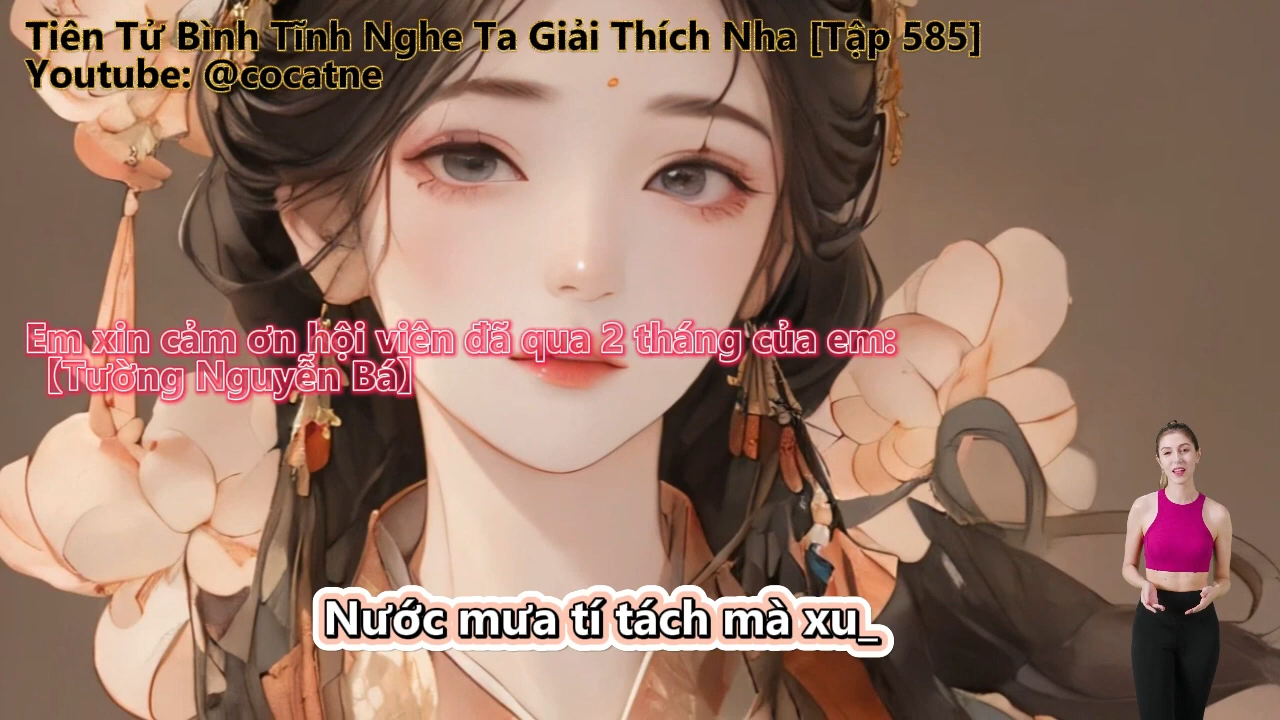 Tiên Tử Bình Tĩnh Nghe Ta Giải Thích Nha [Tập 585]
Youtube: @cocatne
Em xin cảm ơn hội viên đã qua 2 tháng của em:
【Tường Nguyễn Bá】
Nước mưa tí tách mà xu_